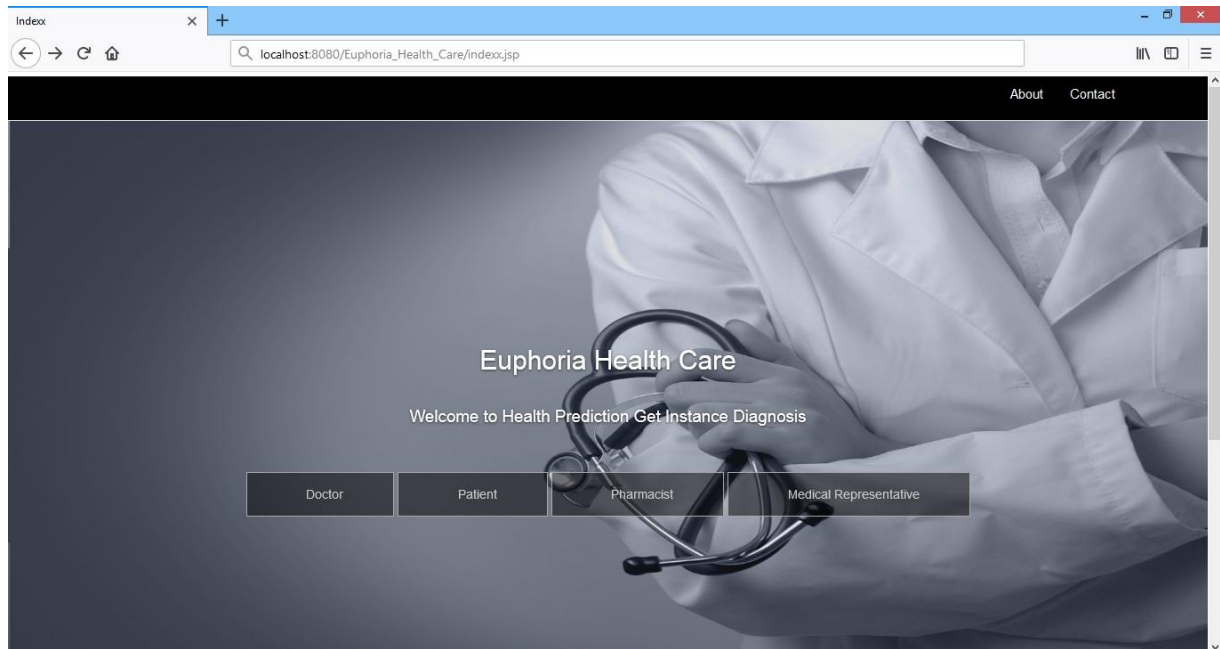 Indexx
localhost:8080/Euphoria_Health_Care/indexx.jsp
About Contact
Euphoria Health Care
Welcome to Health Prediction Get Instance Diagnosis
Doctor Patient Pharmacist Medical Representative